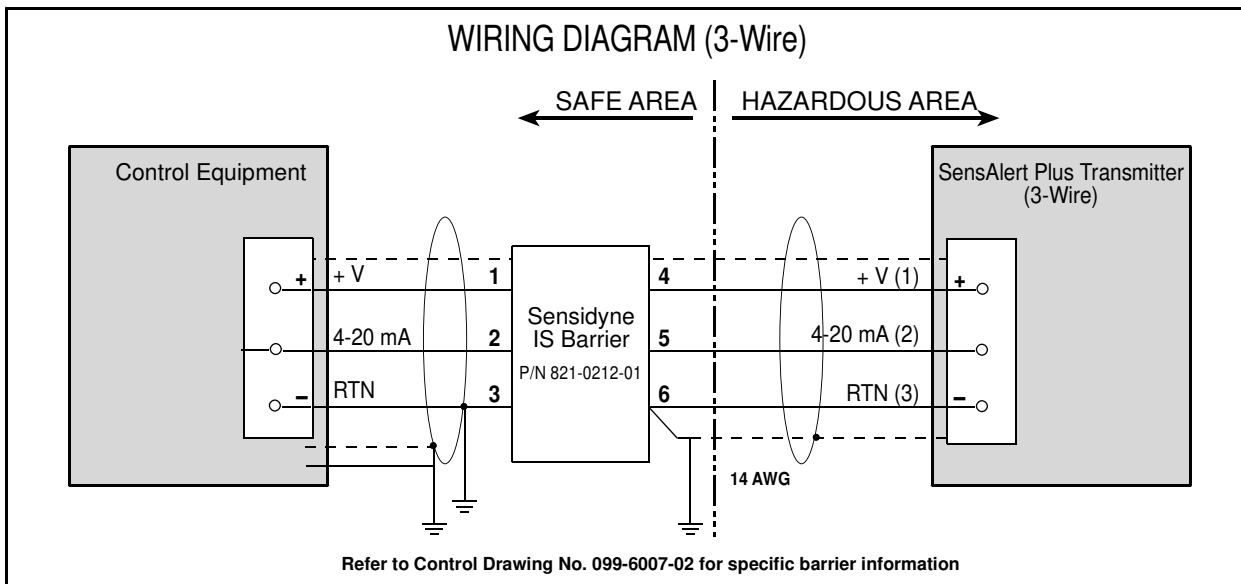 WIRING DIAGRAM (3-Wire)
SAFE AREA
HAZARDOUS AREA
Control Equipment
SensAlert Plus Transmitter
(3-Wire)
+ + V 1 4 + V (1) +
Sensidyne
IS Barrier
4-20 mA 2 5 4-20 mA (2)
P/N 821-0212-01
– RTN 3 6 RTN (3) –
14 AWG
Refer to Control Drawing No. 099-6007-02 for specific barrier information